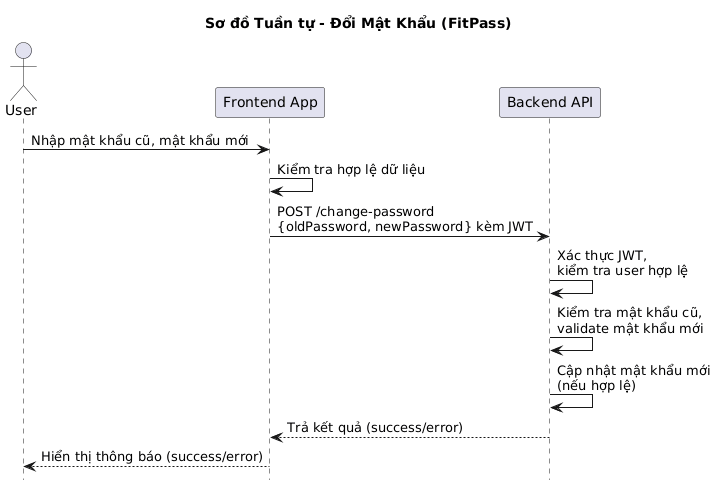 Sơ đồ Tuần tự - Đổi Mật Khẩu (FitPass)
User
Frontend App
Backend API
Nhập mật khẩu cũ, mật khẩu mới
Kiểm tra hợp lệ dữ liệu
POST /change-password
{oldPassword, newPassword} kèm JWT
Xác thực JWT,
kiểm tra user hợp lệ
Kiểm tra mật khẩu cũ,
validate mật khẩu mới
Cập nhật mật khẩu mới
(nếu hợp lệ)
Trả kết quả (success/error)
Hiển thị thông báo (success/error)